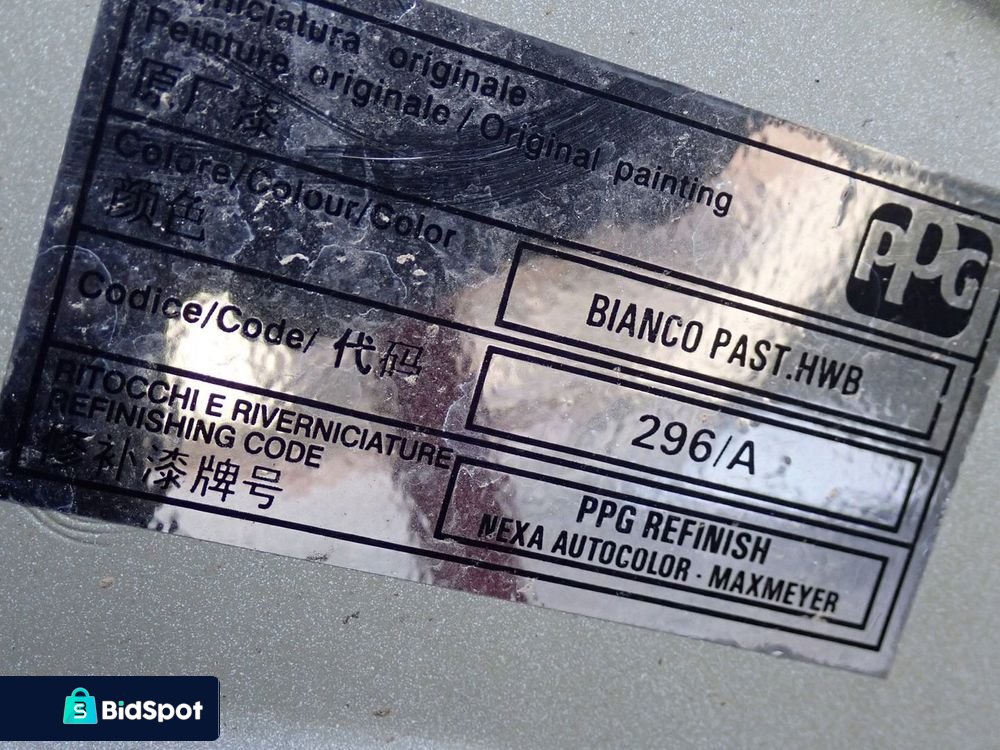 originale
Peinture originale / Original painting
原厂漆
PPG
Colore/Colour/Color
颜色
BIANCO PAST.HWB
Codice/Code/ 代码
296/A
RITOCCHI E RIVERNICIATURE
REFINISHING CODE
修补漆牌号
PPG REFINISH
NEXA AUTOCOLOR · MAXMEYER
BidSpot